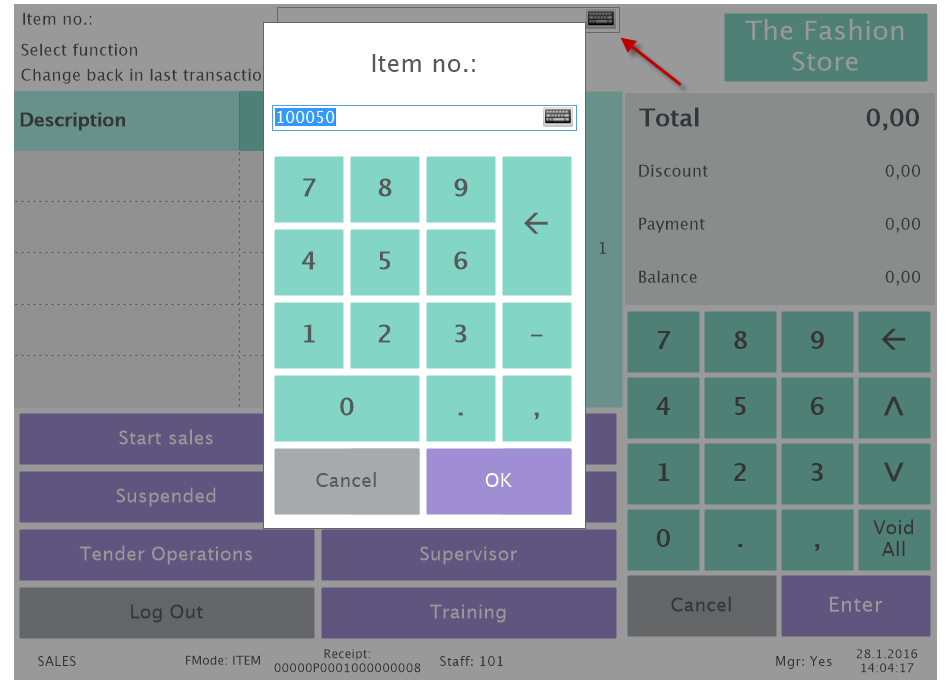 Item no.:
Select function
Change back in last transactio
The Fashion
Store
Item no.:
100050
7 8 9 ←
4 5 6
1 2 3 –
0 . ,
Cancel OK
Description
1
Total 0,00
Discount 0,00
Payment 0,00
Balance 0,00
7 8 9 ←
4 5 6 Λ
1 2 3 V
0 . , Void
All
Cancel Enter
Start sales
Suspended
Tender Operations Supervisor
Log Out Training
SALES
FMode: ITEM
Receipt:
00000P0001000000008
Staff: 101
Mgr: Yes
28.1.2016
14:04:17